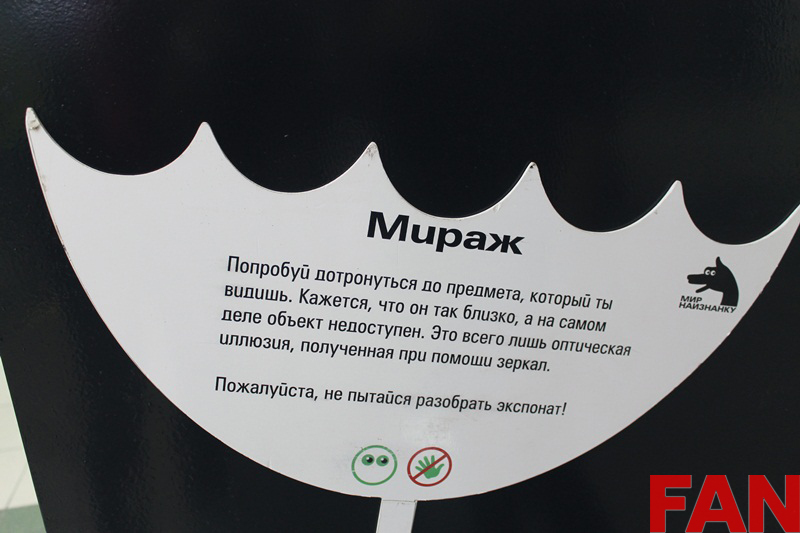 Мираж
Попробуй дотронуться до предмета, который ты
видишь. Кажется, что он так близко, а на самом
деле объект недоступен. Это всего лишь оптическая
иллюзия, полученная при помощи зеркал.
Пожалуйста, не пытайся разобрать экспонат!
МИР
НАИЗНАНКУ
FAN